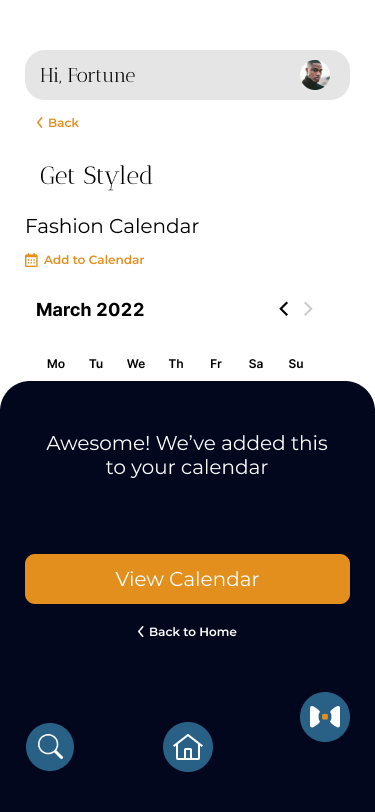 Hi, Fortune
Back
Get Styled
Fashion Calendar
Add to Calendar
March 2022
Mo Tu We Th Fr Sa Su
Awesome! We’ve added this
to your calendar
View Calendar
Back to Home